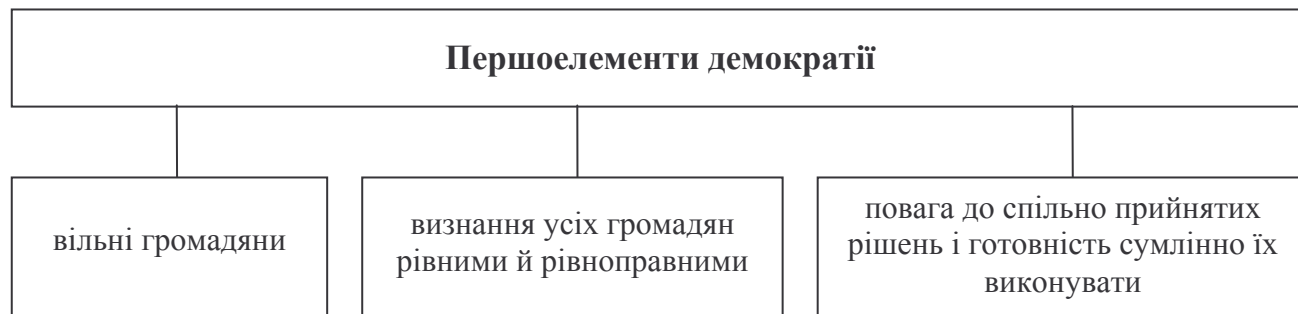 Першоелементи демократії
вільні громадяни
визнання усіх громадян
рівними й рівноправними
повага до спільно прийнятих
рішень і готовність сумлінно їх
виконувати